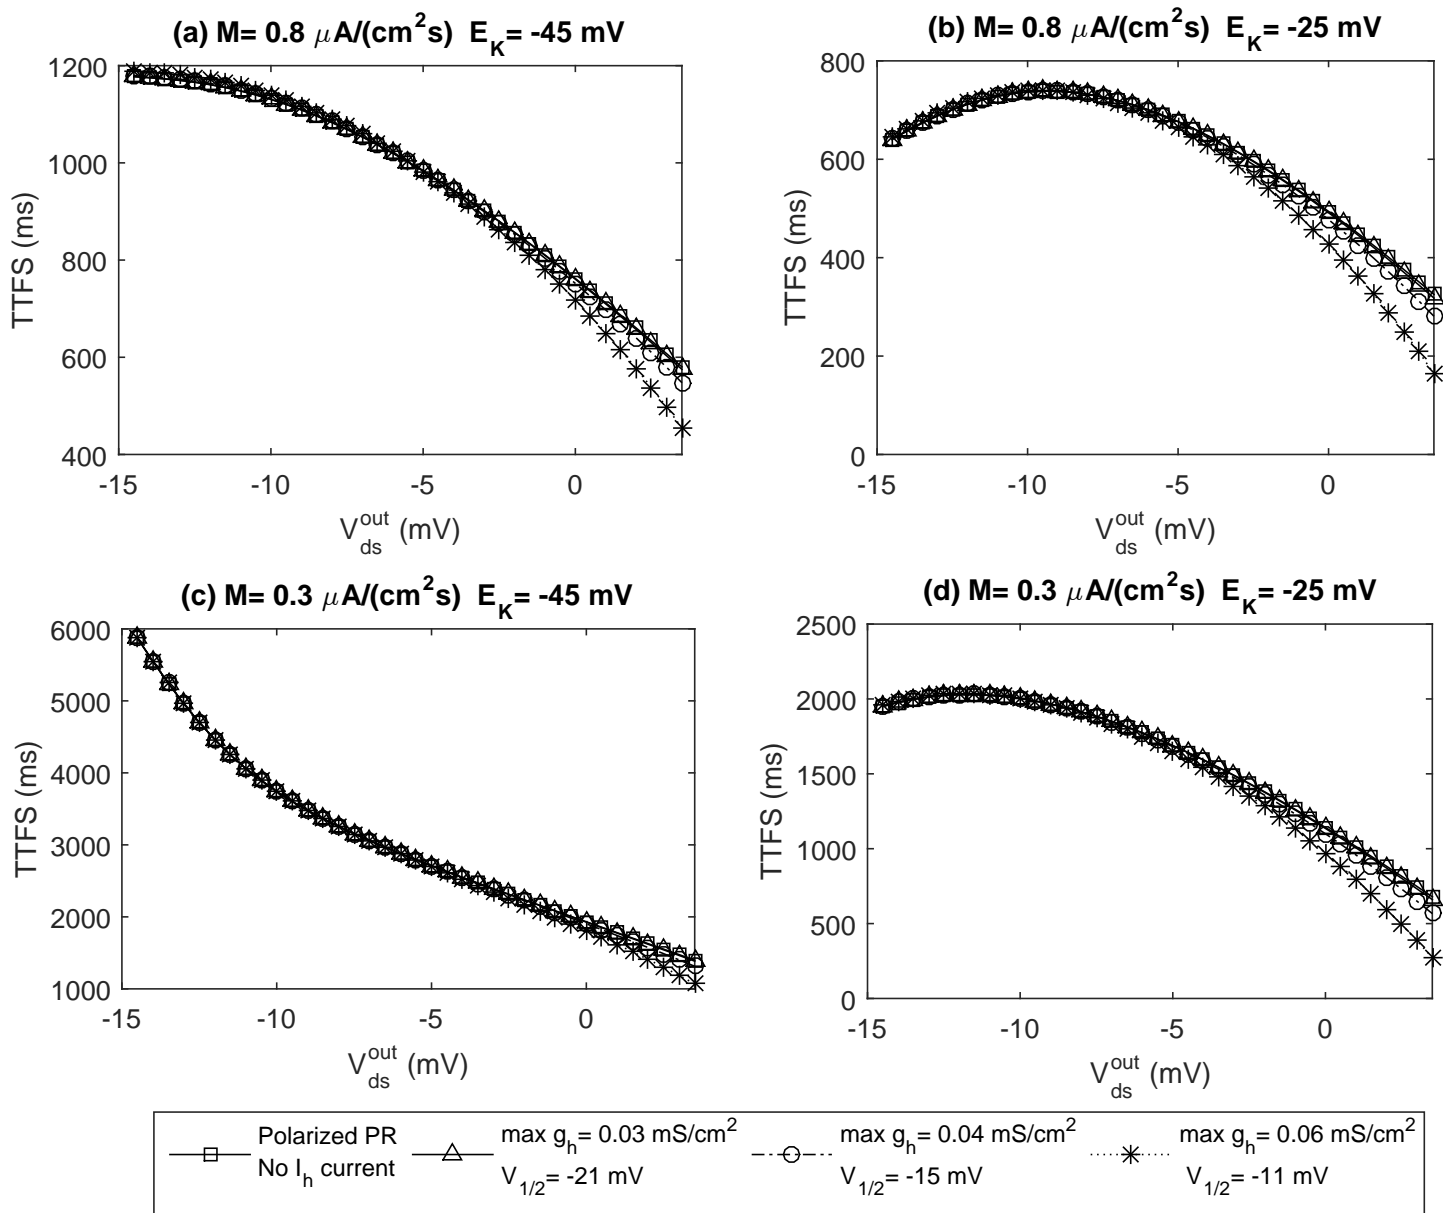 (a) M= 0.8 μA/(cm²s) E_K= -45 mV
1200
1000
800
600
400
TTFS (ms)
-15 -10 -5 0
V_ds^out (mV)
(b) M= 0.8 μA/(cm²s) E_K= -25 mV
800
600
400
200
0
TTFS (ms)
-15 -10 -5 0
V_ds^out (mV)
(c) M= 0.3 μA/(cm²s) E_K= -45 mV
6000
5000
4000
3000
2000
1000
TTFS (ms)
-15 -10 -5 0
V_ds^out (mV)
(d) M= 0.3 μA/(cm²s) E_K= -25 mV
2500
2000
1500
1000
500
0
TTFS (ms)
-15 -10 -5 0
V_ds^out (mV)
Polarized PR
No I_h current
max g_h= 0.03 mS/cm²
V_1/2= -21 mV
max g_h= 0.04 mS/cm²
V_1/2= -15 mV
max g_h= 0.06 mS/cm²
V_1/2= -11 mV